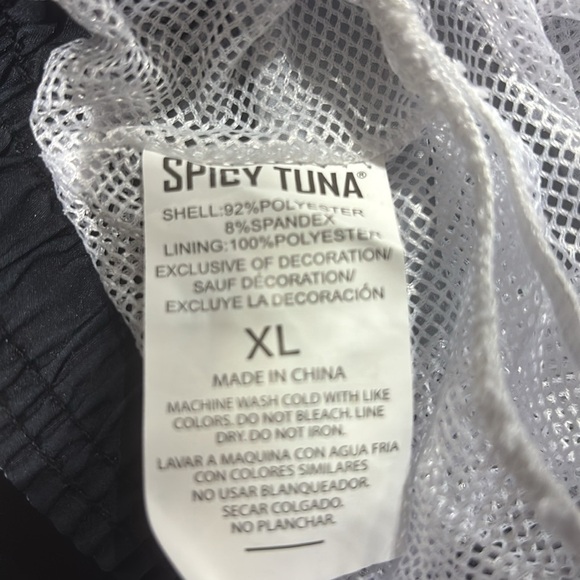 SPICY TUNA®
SHELL:92%POLYESTER
8%SPANDEX
LINING:100%POLYESTER
EXCLUSIVE OF DECORATION/
SAUF DÉCORATION/
EXCLUYE LA DECORACIÓN
XL
MADE IN CHINA
MACHINE WASH COLD WITH LIKE
COLORS. DO NOT BLEACH. LINE
DRY. DO NOT IRON.
LAVAR A MAQUINA CON AGUA FRIA
CON COLORES SIMILARES
NO USAR BLANQUEADOR.
SECAR COLGADO.
NO PLANCHAR.